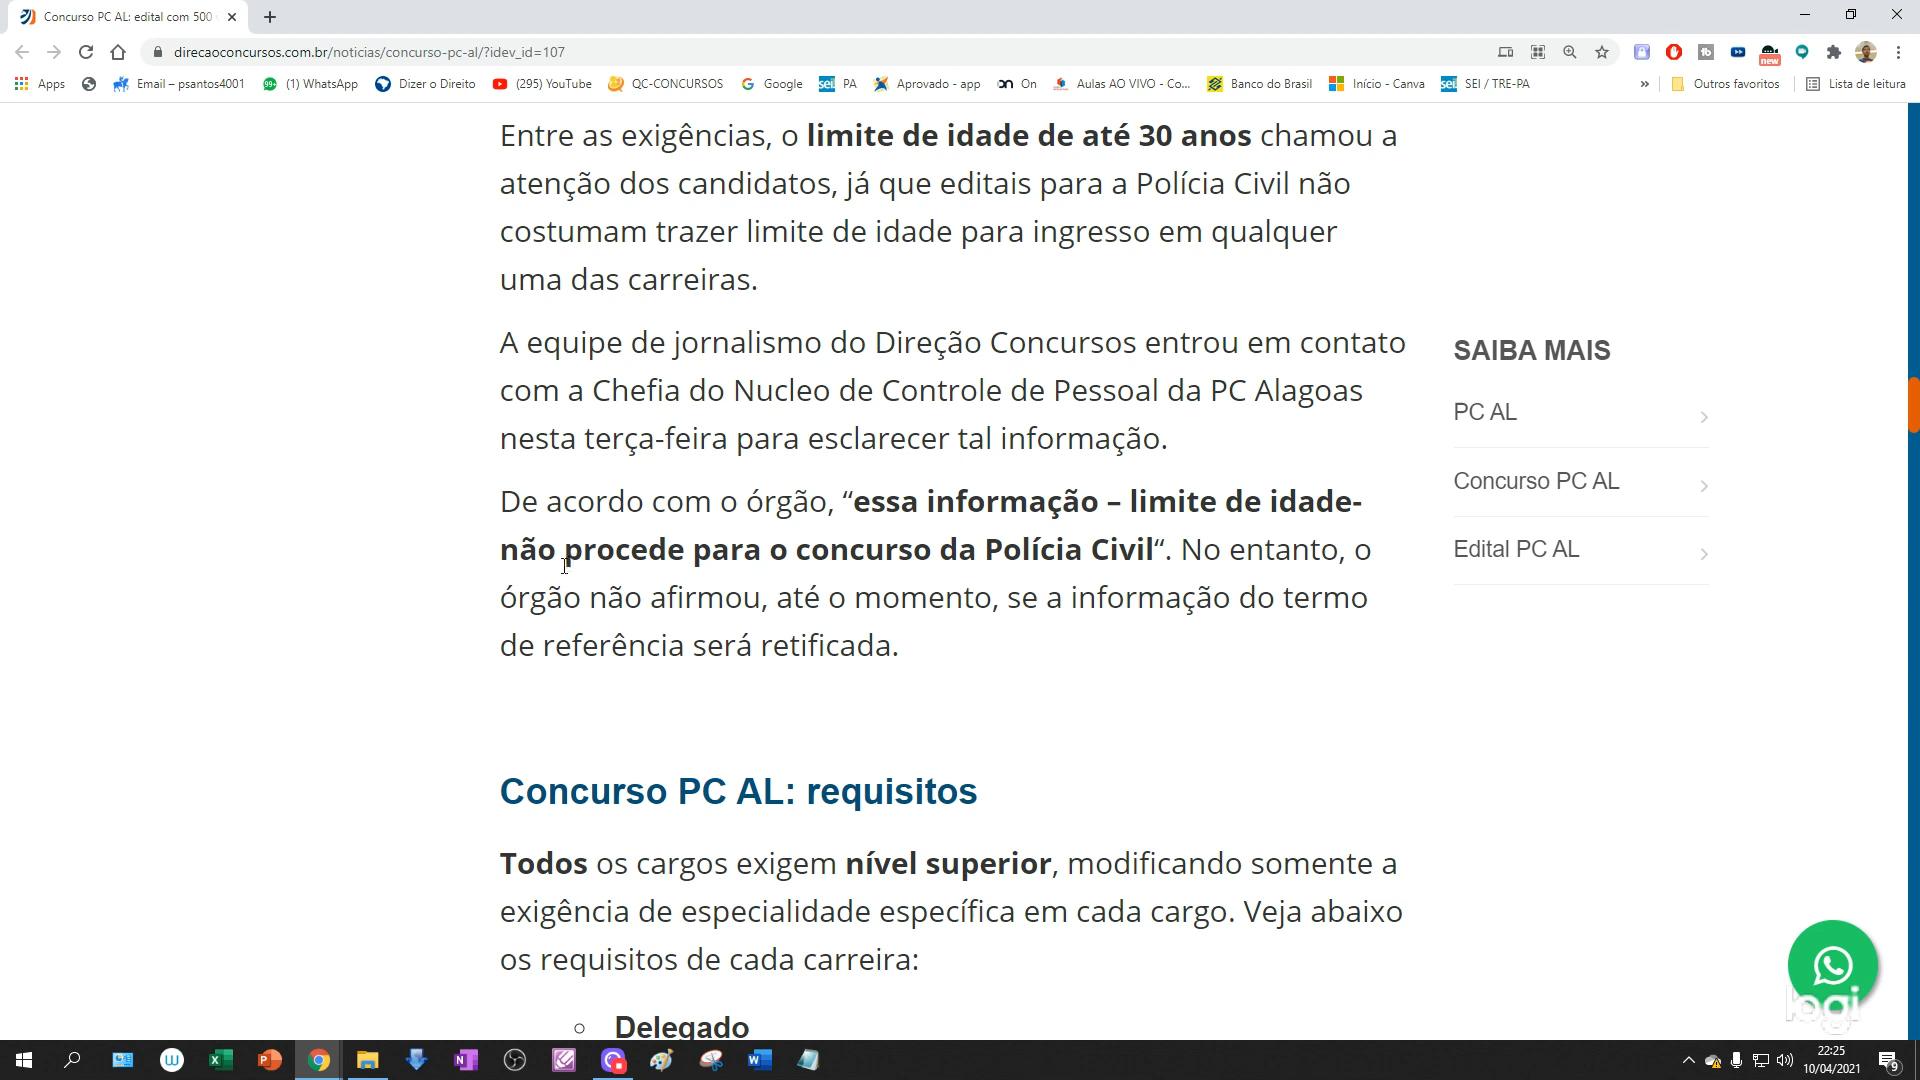 Concurso PC AL: edital com 500
direcaoconcursos.com.br/noticias/concurso-pc-al/?idev_id=107
new
Apps
Email – psantos4001
(1) WhatsApp
Dizer o Direito
(295) YouTube
QC-CONCURSOS
Google
PA
Aprovado - app
On
Aulas AO VIVO - Co...
Banco do Brasil
Início - Canva
SEI / TRE-PA
»
Outros favoritos
Lista de leitura
Entre as exigências, o limite de idade de até 30 anos chamou a
atenção dos candidatos, já que editais para a Polícia Civil não
costumam trazer limite de idade para ingresso em qualquer
uma das carreiras.
A equipe de jornalismo do Direção Concursos entrou em contato
com a Chefia do Nucleo de Controle de Pessoal da PC Alagoas
nesta terça-feira para esclarecer tal informação.
De acordo com o órgão, “essa informação – limite de idade-
não procede para o concurso da Polícia Civil“. No entanto, o
órgão não afirmou, até o momento, se a informação do termo
de referência será retificada.
SAIBA MAIS
PC AL
Concurso PC AL
Edital PC AL
Concurso PC AL: requisitos
Todos os cargos exigem nível superior, modificando somente a
exigência de especialidade específica em cada cargo. Veja abaixo
os requisitos de cada carreira:
Delegado
logi
22:25
10/04/2021
9